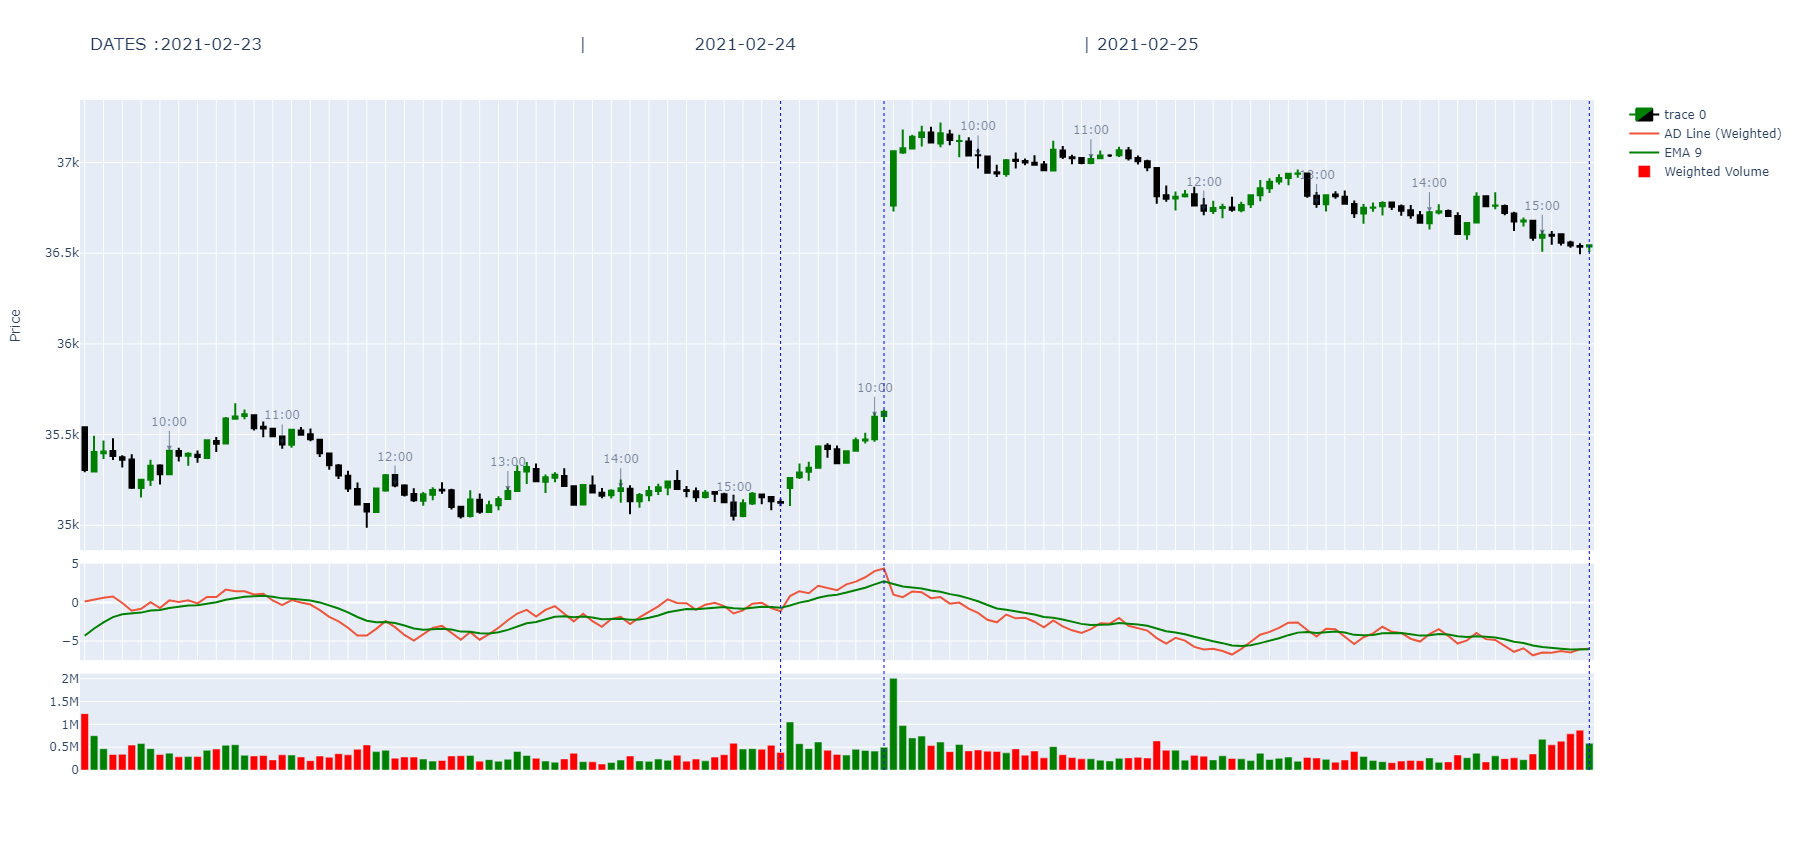 DATES :2021-02-23 | 2021-02-24 | 2021-02-25
trace 0
AD Line (Weighted)
EMA 9
Weighted Volume
Price
37k
36.5k
36k
35.5k
35k
10:00
11:00
12:00
13:00
14:00
15:00
10:00
10:00
11:00
12:00
13:00
14:00
15:00
5
0
−5
2M
1.5M
1M
0.5M
0